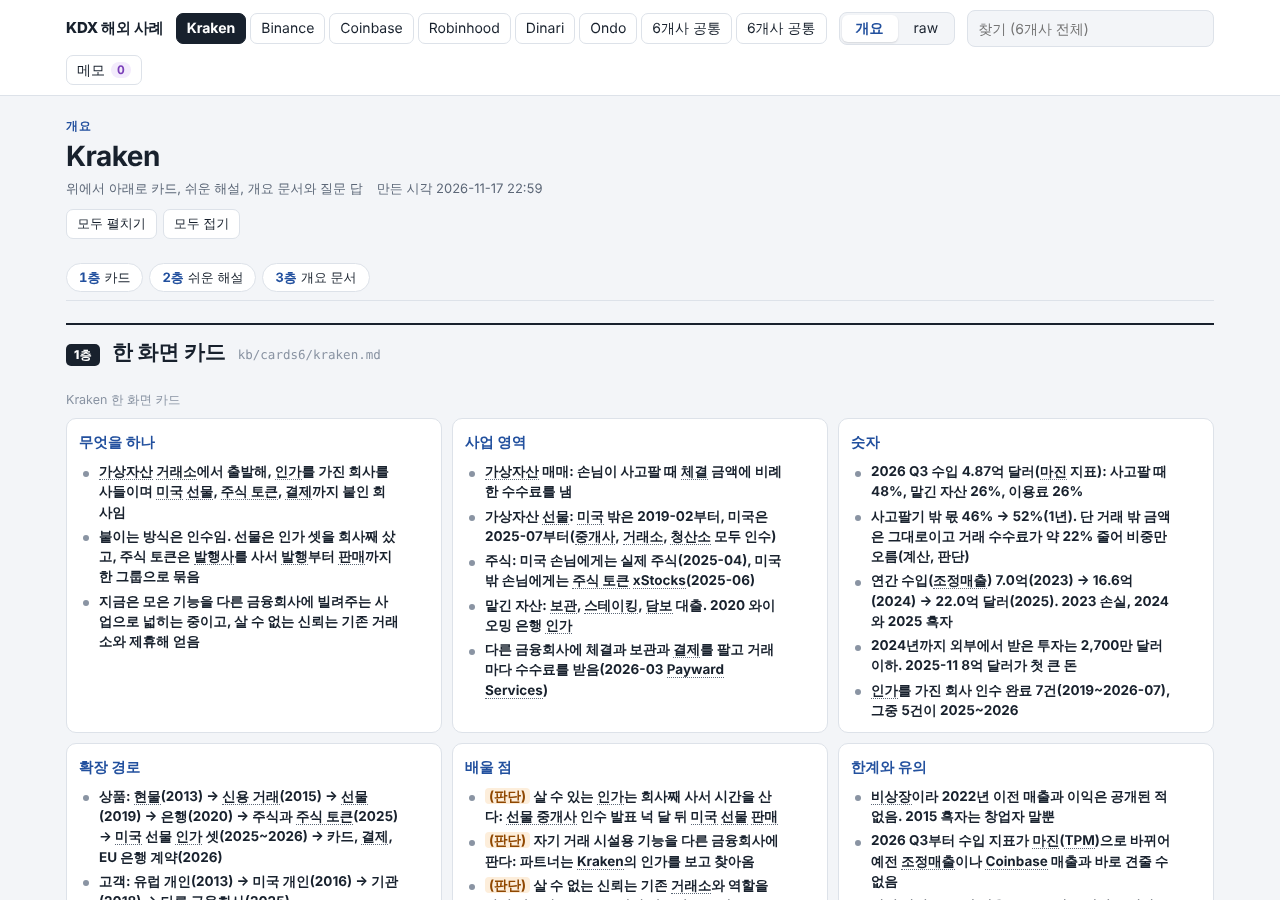 KDX 해외 사례 Kraken Binance Coinbase Robinhood Dinari Ondo 6개사 공통 6개사 공통 개요 raw 찾기 (6개사 전체)
메모 0
개요
Kraken
위에서 아래로 카드, 쉬운 해설, 개요 문서와 질문 답 만든 시각 2026-11-17 22:59
모두 펼치기 모두 접기
1층 카드 2층 쉬운 해설 3층 개요 문서
1층 한 화면 카드 kb/cards6/kraken.md
Kraken 한 화면 카드
무엇을 하나
가상자산 거래소에서 출발해, 인가를 가진 회사를
사들이며 미국 선물, 주식 토큰, 결제까지 붙인 회
사임
붙이는 방식은 인수임. 선물은 인가 셋을 회사째 샀
고, 주식 토큰은 발행사를 사서 발행부터 판매까지
한 그룹으로 묶음
지금은 모은 기능을 다른 금융회사에 빌려주는 사
업으로 넓히는 중이고, 살 수 없는 신뢰는 기존 거래
소와 제휴해 얻음
사업 영역
가상자산 매매: 손님이 사고팔 때 체결 금액에 비례
한 수수료를 냄
가상자산 선물: 미국 밖은 2019-02부터, 미국은
2025-07부터(중개사, 거래소, 청산소 모두 인수)
주식: 미국 손님에게는 실제 주식(2025-04), 미국
밖 손님에게는 주식 토큰 xStocks(2025-06)
맡긴 자산: 보관, 스테이킹, 담보 대출. 2020 와이
오밍 은행 인가
다른 금융회사에 체결과 보관과 결제를 팔고 거래
마다 수수료를 받음(2026-03 Payward
Services)
숫자
2026 Q3 수입 4.87억 달러(마진 지표): 사고팔 때
48%, 맡긴 자산 26%, 이용료 26%
사고팔기 밖 몫 46% → 52%(1년). 단 거래 밖 금액
은 그대로이고 거래 수수료가 약 22% 줄어 비중만
오름(계산, 판단)
연간 수입(조정매출) 7.0억(2023) → 16.6억
(2024) → 22.0억 달러(2025). 2023 손실, 2024
와 2025 흑자
2024년까지 외부에서 받은 투자는 2,700만 달러
이하. 2025-11 8억 달러가 첫 큰 돈
인가를 가진 회사 인수 완료 7건(2019~2026-07),
그중 5건이 2025~2026
확장 경로
상품: 현물(2013) → 신용 거래(2015) → 선물
(2019) → 은행(2020) → 주식과 주식 토큰(2025)
→ 미국 선물 인가 셋(2025~2026) → 카드, 결제,
EU 은행 계약(2026)
고객: 유럽 개인(2013) → 미국 개인(2016) → 기관
배울 점
(판단) 살 수 있는 인가는 회사째 사서 시간을 산
다: 선물 중개사 인수 발표 넉 달 뒤 미국 선물 판매
(판단) 자기 거래 시설용 기능을 다른 금융회사에
판다: 파트너는 Kraken의 인가를 보고 찾아옴
(판단) 살 수 없는 신뢰는 기존 거래소와 역할을
한계와 유의
비상장이라 2022년 이전 매출과 이익은 공개된 적
없음. 2015 흑자는 창업자 말뿐
2026 Q3부터 수입 지표가 마진(TPM)으로 바뀌어
예전 조정매출이나 Coinbase 매출과 바로 견줄 수
없음